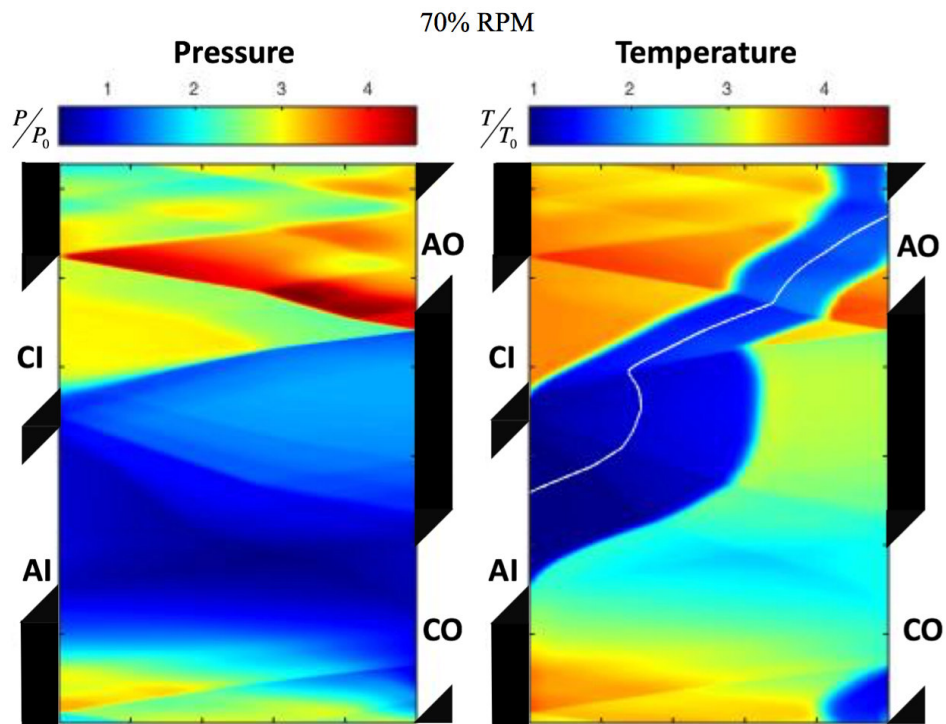 70% RPM
Pressure Temperature
1 2 3 4 1 2 3 4
P/P₀ T/T₀
AO AO
CI CI
AI AI
CO CO